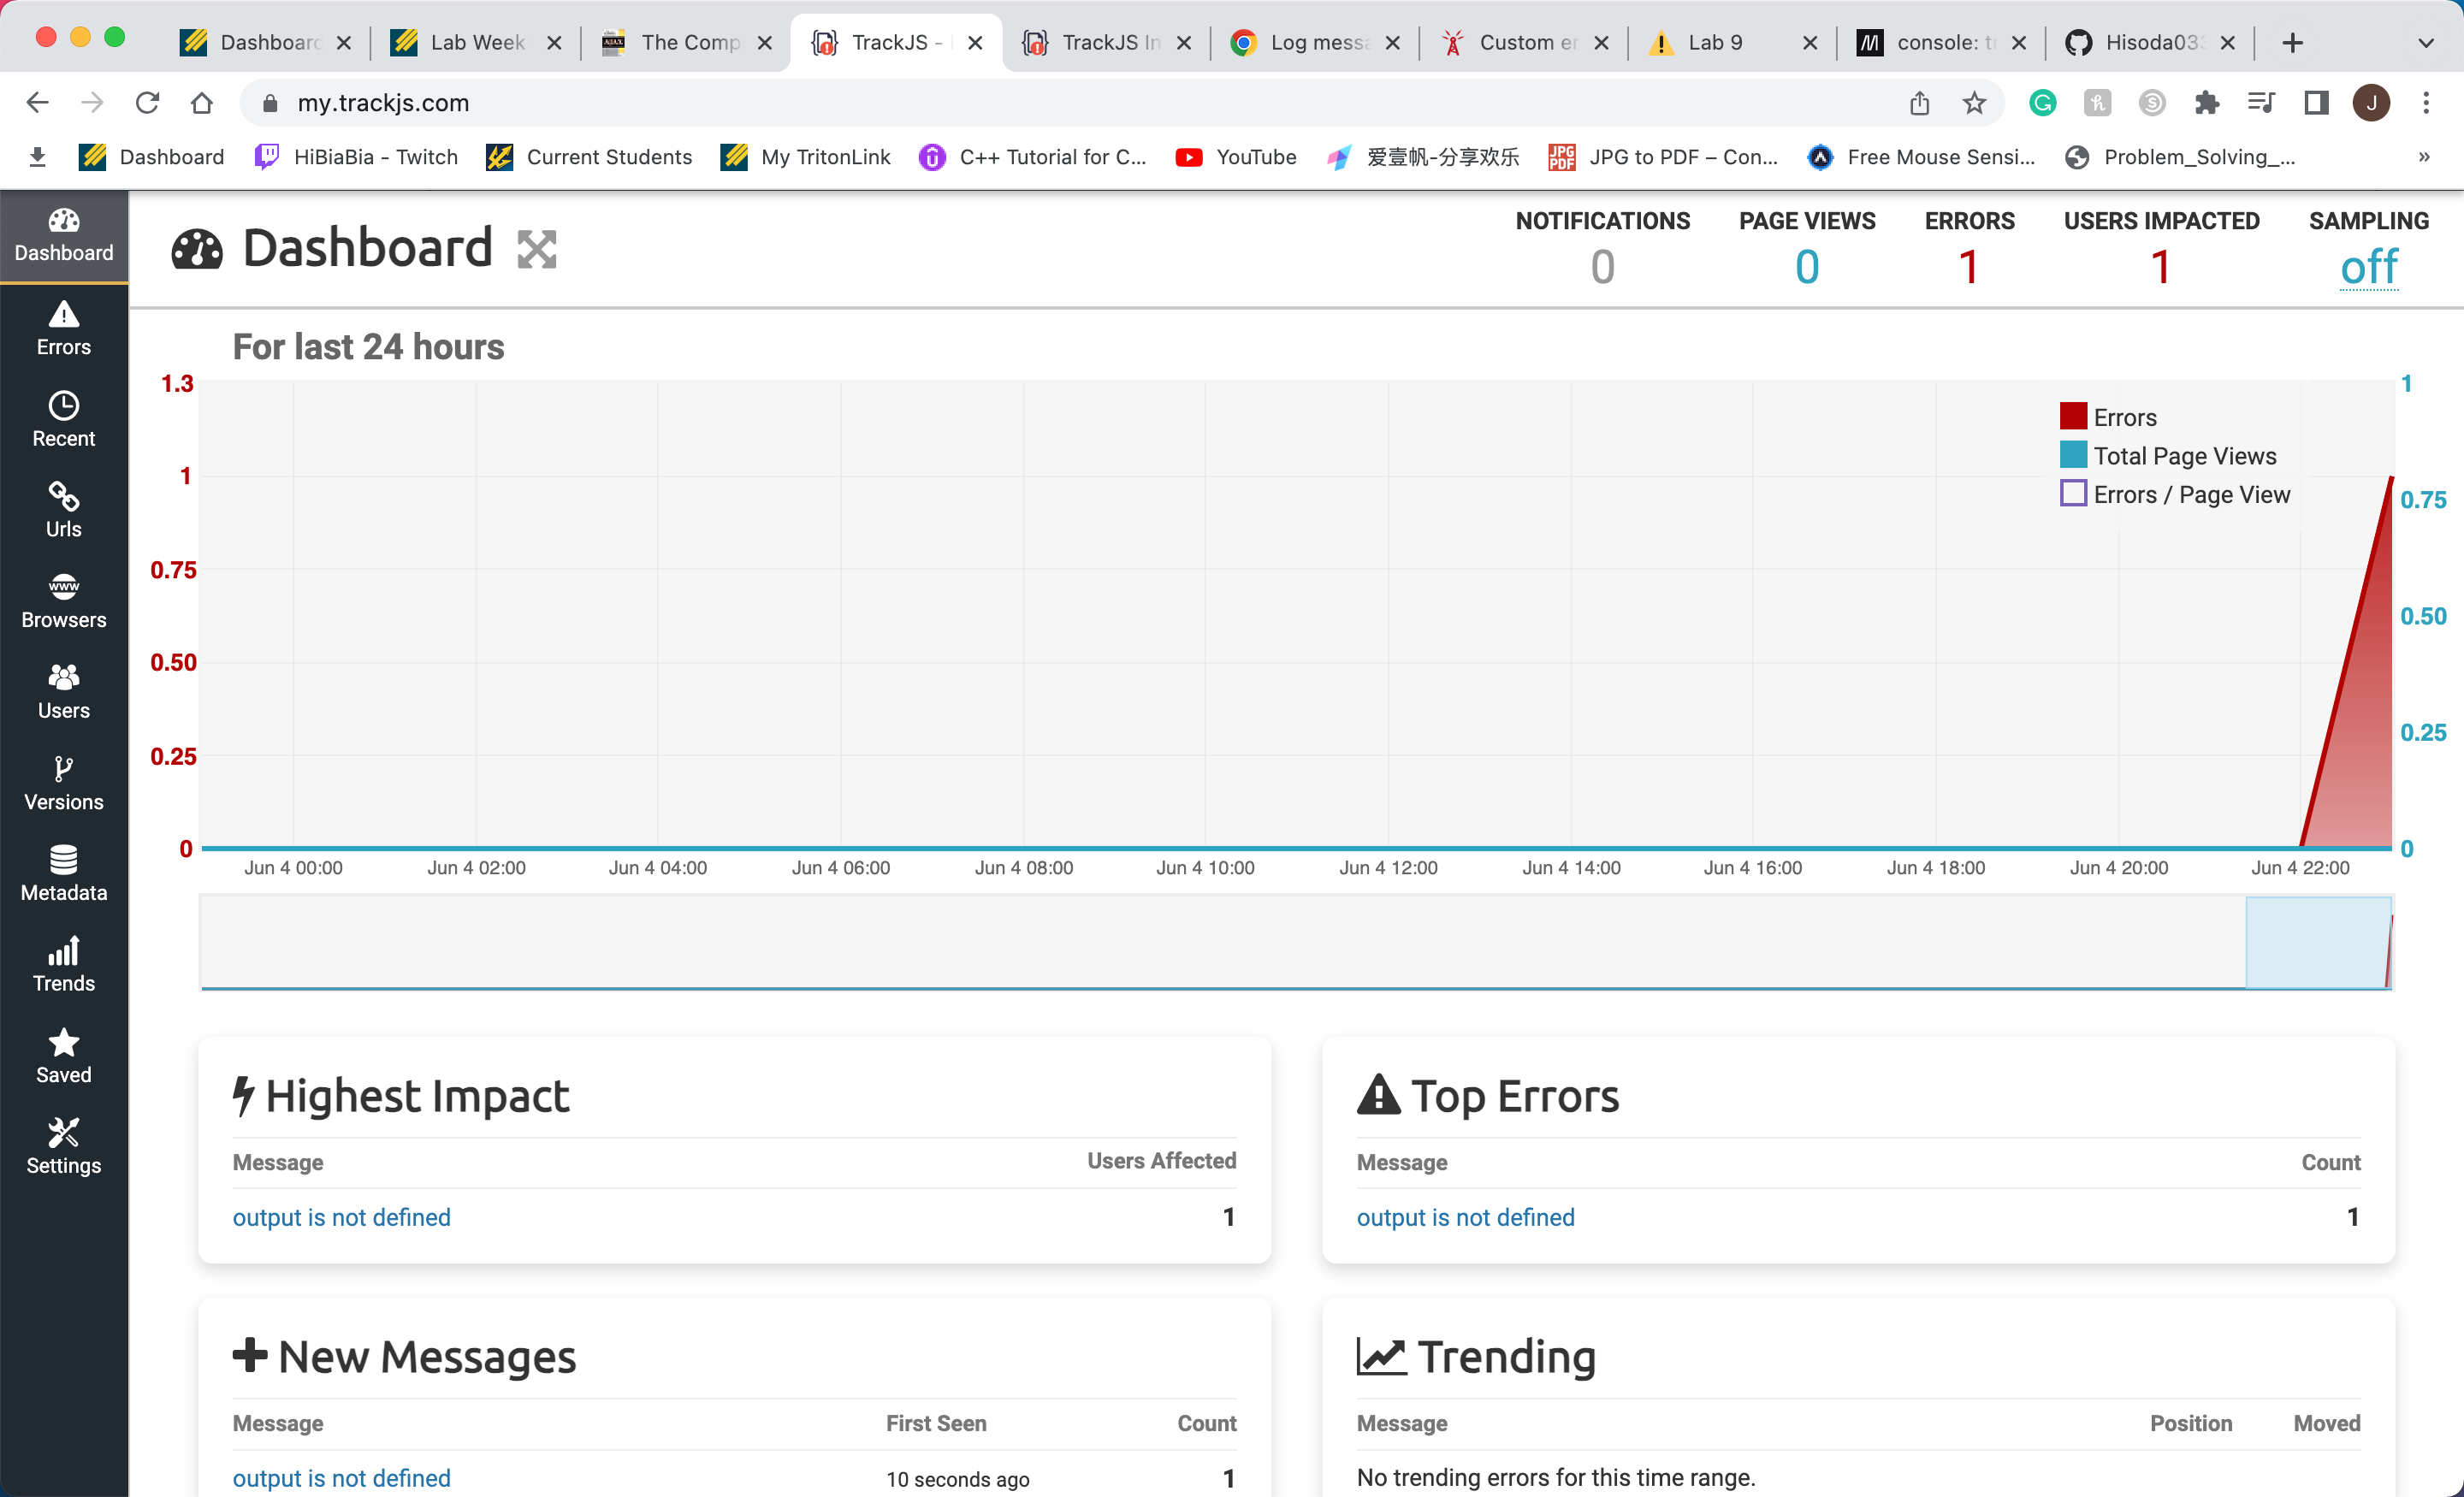 Dashboard
Lab Week
The Comp
TrackJS -
TrackJS In
Log messa
Custom er
Lab 9
console: tr
Hisoda033
my.trackjs.com
J
Dashboard
HiBiaBia - Twitch
Current Students
My TritonLink
C++ Tutorial for C...
YouTube
爱壹帆-分享欢乐
JPG to PDF – Con...
Free Mouse Sensi...
Problem_Solving_...
»
Dashboard
Errors
Recent
Urls
Browsers
Users
Versions
Metadata
Trends
Saved
Settings
Dashboard
NOTIFICATIONS PAGE VIEWS ERRORS USERS IMPACTED SAMPLING
0 0 1 1 off
For last 24 hours
1.3
1
0.75
0.50
0.25
0
Errors
Total Page Views
Errors / Page View
1
0.75
0.50
0.25
0
Jun 4 00:00 Jun 4 02:00 Jun 4 04:00 Jun 4 06:00 Jun 4 08:00 Jun 4 10:00 Jun 4 12:00 Jun 4 14:00 Jun 4 16:00 Jun 4 18:00 Jun 4 20:00 Jun 4 22:00
Highest Impact
Message Users Affected
output is not defined 1
Top Errors
Message Count
output is not defined 1
New Messages
Message First Seen Count
output is not defined 10 seconds ago 1
Trending
Message Position Moved
No trending errors for this time range.